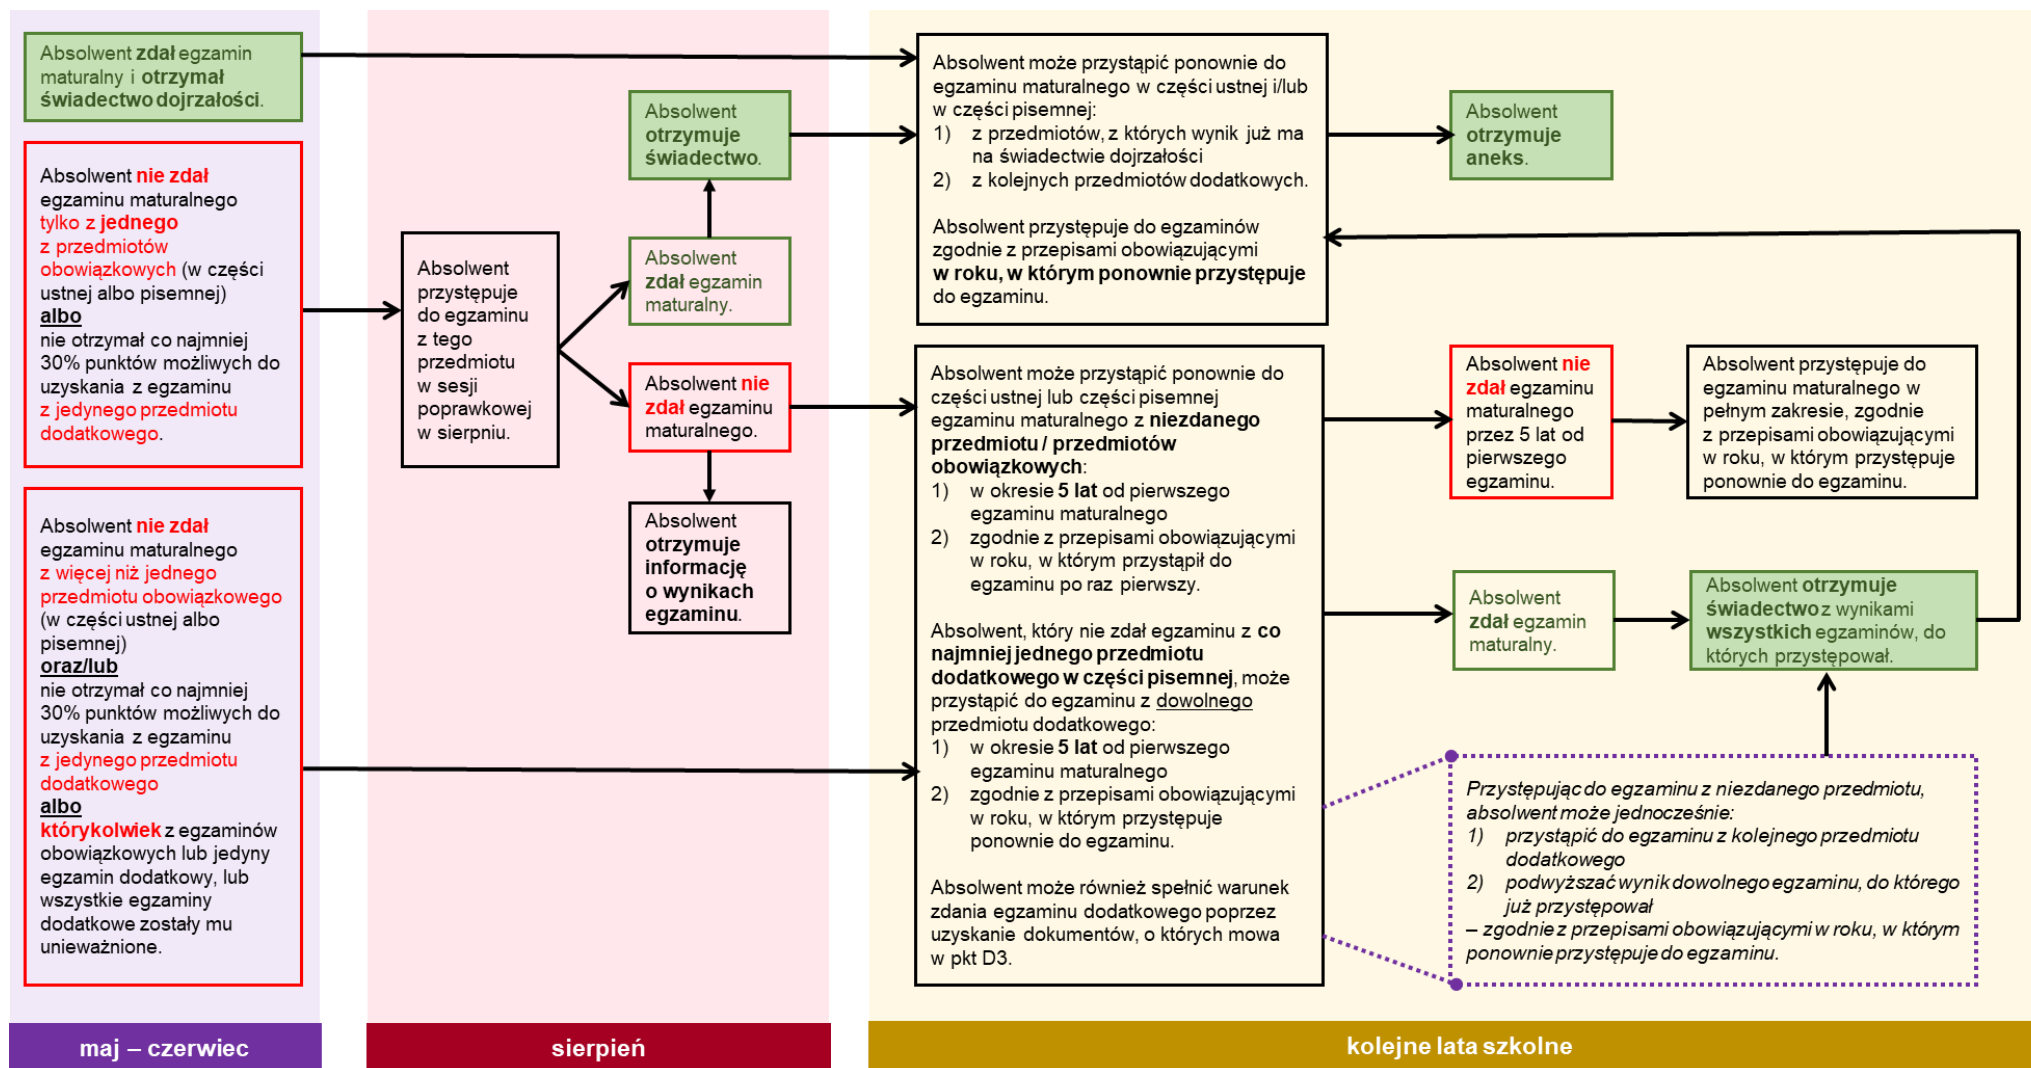 Absolwent zdał egzamin
maturalny i otrzymał
świadectwo dojrzałości.
Absolwent nie zdał
egzaminu maturalnego
tylko z jednego
z przedmiotów
obowiązkowych (w części
ustnej albo pisemnej)
albo
nie otrzymał co najmniej
30% punktów możliwych do
uzyskania z egzaminu
z jedynego przedmiotu
dodatkowego.
Absolwent nie zdał
egzaminu maturalnego
z więcej niż jednego
przedmiotu obowiązkowego
(w części ustnej albo
pisemnej)
oraz/lub
nie otrzymał co najmniej
30% punktów możliwych do
uzyskania z egzaminu
z jedynego przedmiotu
dodatkowego
albo
którykolwiek z egzaminów
obowiązkowych lub jedyny
egzamin dodatkowy, lub
wszystkie egzaminy
dodatkowe zostały mu
unieważnione.
maj – czerwiec
Absolwent
przystępuje
do egzaminu
z tego
przedmiotu
w sesji
poprawkowej
w sierpniu.
Absolwent
otrzymuje
świadectwo.
Absolwent
zdał egzamin
maturalny.
Absolwent nie
zdał egzaminu
maturalnego.
Absolwent
otrzymuje
informację
o wynikach
egzaminu.
sierpień
Absolwent może przystąpić ponownie do
egzaminu maturalnego w części ustnej i/lub
w części pisemnej:
1) z przedmiotów, z których wynik już ma
na świadectwie dojrzałości
2) z kolejnych przedmiotów dodatkowych.
Absolwent przystępuje do egzaminów
zgodnie z przepisami obowiązującymi
w roku, w którym ponownie przystępuje
do egzaminu.
Absolwent
otrzymuje
aneks.
Absolwent może przystąpić ponownie do
części ustnej lub części pisemnej
egzaminu maturalnego z niezdanego
przedmiotu / przedmiotów
obowiązkowych:
1) w okresie 5 lat od pierwszego
egzaminu maturalnego
2) zgodnie z przepisami obowiązującymi
w roku, w którym przystąpił do
egzaminu po raz pierwszy.
Absolwent, który nie zdał egzaminu z co
najmniej jednego przedmiotu
dodatkowego w części pisemnej, może
przystąpić do egzaminu z dowolnego
przedmiotu dodatkowego:
1) w okresie 5 lat od pierwszego
egzaminu maturalnego
2) zgodnie z przepisami obowiązującymi
w roku, w którym przystępuje
ponownie do egzaminu.
Absolwent może również spełnić warunek
zdania egzaminu dodatkowego poprzez
uzyskanie dokumentów, o których mowa
w pkt D3.
Absolwent nie
zdał egzaminu
maturalnego
przez 5 lat od
pierwszego
egzaminu.
Absolwent przystępuje do
egzaminu maturalnego w
pełnym zakresie, zgodnie
z przepisami obowiązującymi
w roku, w którym przystępuje
ponownie do egzaminu.
Absolwent
zdał egzamin
maturalny.
Absolwent otrzymuje
świadectwo z wynikami
wszystkich egzaminów, do
których przystępował.
Przystępując do egzaminu z niezdanego przedmiotu,
absolwent może jednocześnie:
1) przystąpić do egzaminu z kolejnego przedmiotu
dodatkowego
2) podwyższać wynik dowolnego egzaminu, do którego
już przystępował
– zgodnie z przepisami obowiązującymi w roku, w którym
ponownie przystępuje do egzaminu.
kolejne lata szkolne